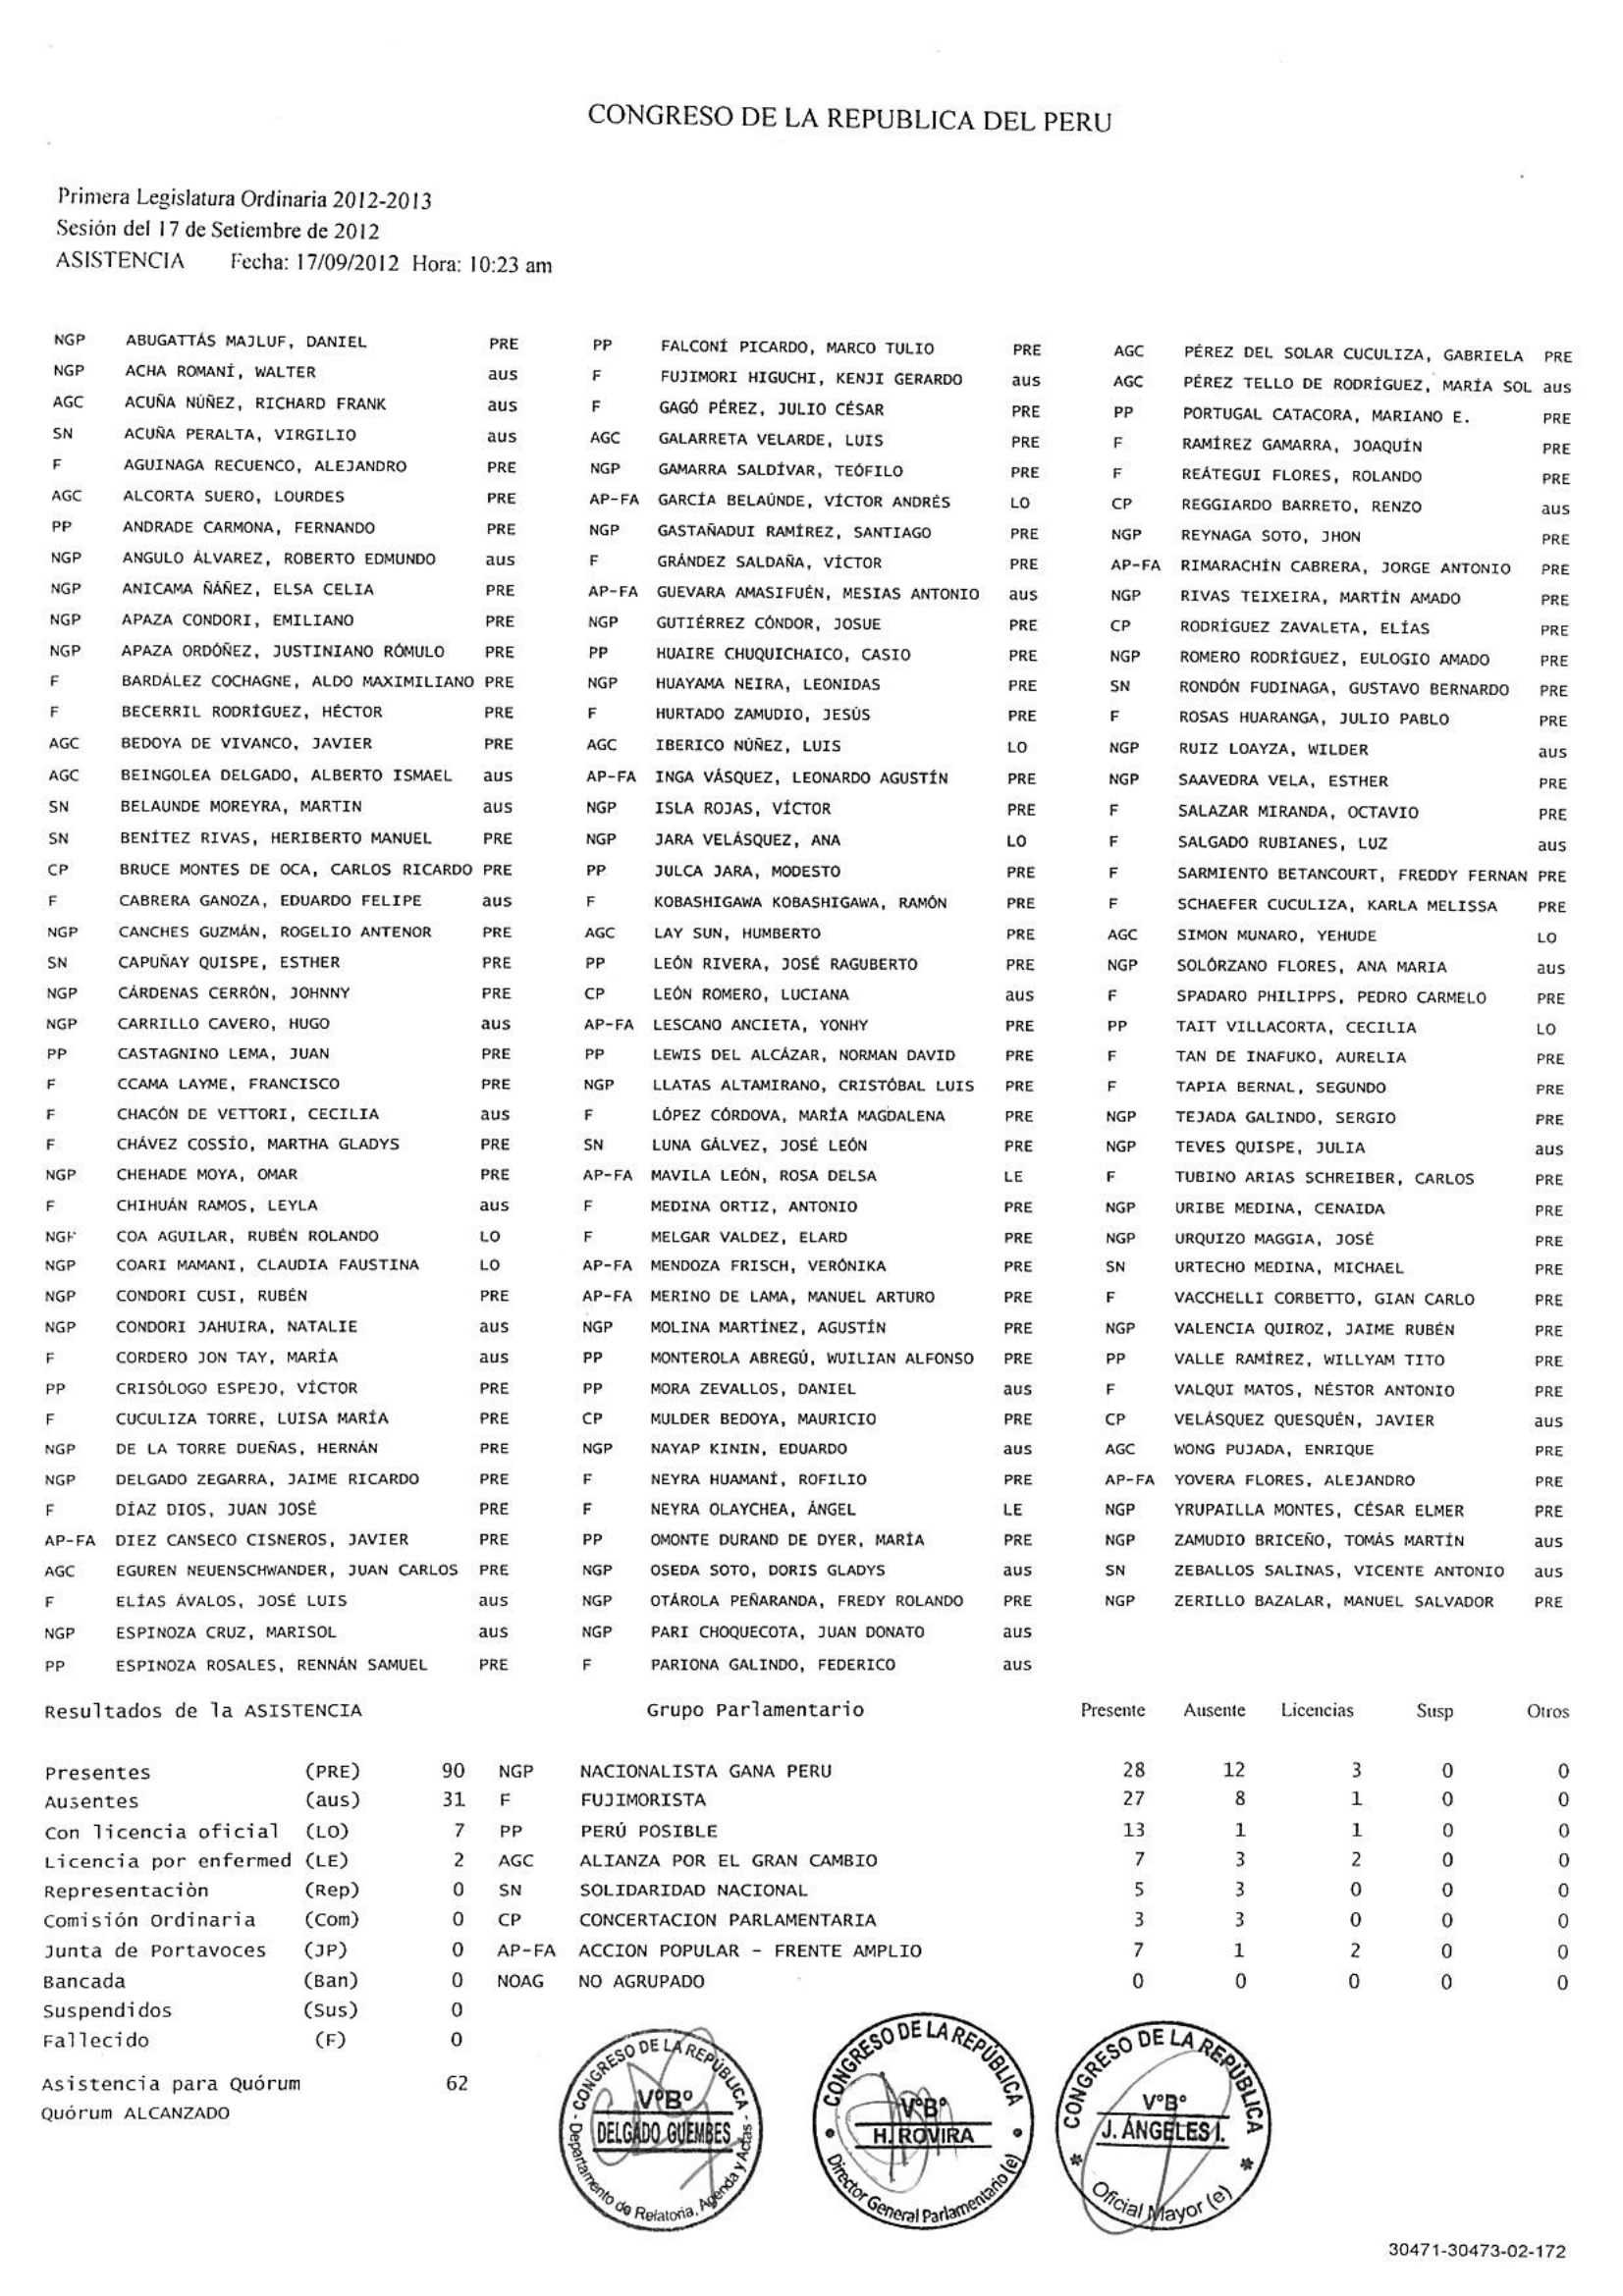 CONGRESO DE LA REPUBLICA DEL PERU
Primera Legislatura Ordinaria 2012-2013
Sesión del 17 de Setiembre de 2012
ASISTENCIA Fecha: 17/09/2012 Hora: 10:23 am
NGP ABUGATTÁS MAJLUF, DANIEL PRE
NGP ACHA ROMANÍ, WALTER aus
AGC ACUÑA NÚÑEZ, RICHARD FRANK aus
SN ACUÑA PERALTA, VIRGILIO aus
F AGUINAGA RECUENCO, ALEJANDRO PRE
AGC ALCORTA SUERO, LOURDES PRE
PP ANDRADE CARMONA, FERNANDO PRE
NGP ANGULO ÁLVAREZ, ROBERTO EDMUNDO aus
NGP ANICAMA ÑÁÑEZ, ELSA CELIA PRE
NGP APAZA CONDORI, EMILIANO PRE
NGP APAZA ORDÓÑEZ, JUSTINIANO RÓMULO PRE
F BARDÁLEZ COCHAGNE, ALDO MAXIMILIANO PRE
F BECERRIL RODRÍGUEZ, HÉCTOR PRE
AGC BEDOYA DE VIVANCO, JAVIER PRE
AGC BEINGOLEA DELGADO, ALBERTO ISMAEL aus
SN BELAUNDE MOREYRA, MARTIN aus
SN BENÍTEZ RIVAS, HERIBERTO MANUEL PRE
CP BRUCE MONTES DE OCA, CARLOS RICARDO PRE
F CABRERA GANOZA, EDUARDO FELIPE aus
NGP CANCHES GUZMÁN, ROGELIO ANTENOR PRE
SN CAPUÑAY QUISPE, ESTHER PRE
NGP CÁRDENAS CERRÓN, JOHNNY PRE
NGP CARRILLO CAVERO, HUGO aus
PP CASTAGNINO LEMA, JUAN PRE
F CCAMA LAYME, FRANCISCO PRE
F CHACÓN DE VETTORI, CECILIA aus
F CHÁVEZ COSSÍO, MARTHA GLADYS PRE
NGP CHEHADE MOYA, OMAR PRE
F CHIHUÁN RAMOS, LEYLA aus
NGP COA AGUILAR, RUBÉN ROLANDO LO
NGP COARI MAMANI, CLAUDIA FAUSTINA LO
NGP CONDORI CUSI, RUBÉN PRE
NGP CONDORI JAHUIRA, NATALIE aus
F CORDERO JON TAY, MARÍA aus
PP CRISÓLOGO ESPEJO, VÍCTOR PRE
F CUCULIZA TORRE, LUISA MARÍA PRE
NGP DE LA TORRE DUEÑAS, HERNÁN PRE
NGP DELGADO ZEGARRA, JAIME RICARDO PRE
F DÍAZ DIOS, JUAN JOSÉ PRE
AP-FA DIEZ CANSECO CISNEROS, JAVIER PRE
AGC EGUREN NEUENSCHWANDER, JUAN CARLOS PRE
F ELÍAS ÁVALOS, JOSÉ LUIS aus
NGP ESPINOZA CRUZ, MARISOL aus
PP ESPINOZA ROSALES, RENNÁN SAMUEL PRE
PP FALCONÍ PICARDO, MARCO TULIO PRE
F FUJIMORI HIGUCHI, KENJI GERARDO aus
F GAGÓ PÉREZ, JULIO CÉSAR PRE
AGC GALARRETA VELARDE, LUIS PRE
NGP GAMARRA SALDÍVAR, TEÓFILO PRE
AP-FA GARCÍA BELAÚNDE, VÍCTOR ANDRÉS LO
NGP GASTAÑADUI RAMÍREZ, SANTIAGO PRE
F GRÁNDEZ SALDAÑA, VÍCTOR PRE
AP-FA GUEVARA AMASIFUÉN, MESIAS ANTONIO aus
NGP GUTIÉRREZ CÓNDOR, JOSUE PRE
PP HUAIRE CHUQUICHAICO, CASIO PRE
NGP HUAYAMA NEIRA, LEONIDAS PRE
F HURTADO ZAMUDIO, JESÚS PRE
AGC IBERICO NÚÑEZ, LUIS LO
AP-FA INGA VÁSQUEZ, LEONARDO AGUSTÍN PRE
NGP ISLA ROJAS, VÍCTOR PRE
NGP JARA VELÁSQUEZ, ANA LO
PP JULCA JARA, MODESTO PRE
F KOBASHIGAWA KOBASHIGAWA, RAMÓN PRE
AGC LAY SUN, HUMBERTO PRE
PP LEÓN RIVERA, JOSÉ RAGUBERTO PRE
CP LEÓN ROMERO, LUCIANA aus
AP-FA LESCANO ANCIETA, YONHY PRE
PP LEWIS DEL ALCÁZAR, NORMAN DAVID PRE
NGP LLATAS ALTAMIRANO, CRISTÓBAL LUIS PRE
F LÓPEZ CÓRDOVA, MARÍA MAGDALENA PRE
SN LUNA GÁLVEZ, JOSÉ LEÓN PRE
AP-FA MAVILA LEÓN, ROSA DELSA LE
F MEDINA ORTIZ, ANTONIO PRE
F MELGAR VALDEZ, ELARD PRE
AP-FA MENDOZA FRISCH, VERÓNIKA PRE
AP-FA MERINO DE LAMA, MANUEL ARTURO PRE
NGP MOLINA MARTÍNEZ, AGUSTÍN PRE
PP MONTEROLA ABREGÚ, WUILIAN ALFONSO PRE
PP MORA ZEVALLOS, DANIEL aus
CP MULDER BEDOYA, MAURICIO PRE
NGP NAYAP KININ, EDUARDO aus
F NEYRA HUAMANÍ, ROFILIO PRE
F NEYRA OLAYCHEA, ÁNGEL LE
PP OMONTE DURAND DE DYER, MARÍA PRE
NGP OSEDA SOTO, DORIS GLADYS aus
NGP OTÁROLA PEÑARANDA, FREDY ROLANDO PRE
NGP PARI CHOQUECOTA, JUAN DONATO aus
F PARIONA GALINDO, FEDERICO aus
AGC PÉREZ DEL SOLAR CUCULIZA, GABRIELA PRE
AGC PÉREZ TELLO DE RODRÍGUEZ, MARÍA SOL aus
PP PORTUGAL CATACORA, MARIANO E. PRE
F RAMÍREZ GAMARRA, JOAQUÍN PRE
F REÁTEGUI FLORES, ROLANDO PRE
CP REGGIARDO BARRETO, RENZO aus
NGP REYNAGA SOTO, JHON PRE
AP-FA RIMARACHÍN CABRERA, JORGE ANTONIO PRE
NGP RIVAS TEIXEIRA, MARTÍN AMADO PRE
CP RODRÍGUEZ ZAVALETA, ELÍAS PRE
NGP ROMERO RODRÍGUEZ, EULOGIO AMADO PRE
SN RONDÓN FUDINAGA, GUSTAVO BERNARDO PRE
F ROSAS HUARANGA, JULIO PABLO PRE
NGP RUIZ LOAYZA, WILDER aus
NGP SAAVEDRA VELA, ESTHER PRE
F SALAZAR MIRANDA, OCTAVIO PRE
F SALGADO RUBIANES, LUZ aus
F SARMIENTO BETANCOURT, FREDDY FERNAN PRE
F SCHAEFER CUCULIZA, KARLA MELISSA PRE
AGC SIMON MUNARO, YEHUDE LO
NGP SOLÓRZANO FLORES, ANA MARIA aus
F SPADARO PHILIPPS, PEDRO CARMELO PRE
PP TAIT VILLACORTA, CECILIA LO
F TAN DE INAFUKO, AURELIA PRE
F TAPIA BERNAL, SEGUNDO PRE
NGP TEJADA GALINDO, SERGIO PRE
NGP TEVES QUISPE, JULIA aus
F TUBINO ARIAS SCHREIBER, CARLOS PRE
NGP URIBE MEDINA, CENAIDA PRE
NGP URQUIZO MAGGIA, JOSÉ PRE
SN URTECHO MEDINA, MICHAEL PRE
F VACCHELLI CORBETTO, GIAN CARLO PRE
NGP VALENCIA QUIROZ, JAIME RUBÉN PRE
PP VALLE RAMÍREZ, WILLYAM TITO PRE
F VALQUI MATOS, NÉSTOR ANTONIO PRE
CP VELÁSQUEZ QUESQUÉN, JAVIER aus
AGC WONG PUJADA, ENRIQUE PRE
AP-FA YOVERA FLORES, ALEJANDRO PRE
NGP YRUPAILLA MONTES, CÉSAR ELMER PRE
NGP ZAMUDIO BRICEÑO, TOMÁS MARTÍN aus
SN ZEBALLOS SALINAS, VICENTE ANTONIO aus
NGP ZERILLO BAZALAR, MANUEL SALVADOR PRE
Resultados de la ASISTENCIA
Presentes (PRE) 90
Ausentes (aus) 31
Con licencia oficial (LO) 7
Licencia por enfermed (LE) 2
Representaciòn (Rep) 0
Comisión Ordinaria (Com) 0
Junta de Portavoces (JP) 0
Bancada (Ban) 0
Suspendidos (Sus) 0
Fallecido (F) 0
Asistencia para Quórum 62
Quórum ALCANZADO
Grupo Parlamentario Presente Ausente Licencias Susp Otros
NGP NACIONALISTA GANA PERU 28 12 3 0 0
F FUJIMORISTA 27 8 1 0 0
PP PERÚ POSIBLE 13 1 1 0 0
AGC ALIANZA POR EL GRAN CAMBIO 7 3 2 0 0
SN SOLIDARIDAD NACIONAL 5 3 0 0 0
CP CONCERTACION PARLAMENTARIA 3 3 0 0 0
AP-FA ACCION POPULAR - FRENTE AMPLIO 7 1 2 0 0
NOAG NO AGRUPADO 0 0 0 0 0
CONGRESO DE LA REPÚBLICA
V°B°
DELGADO GUEMBES
Departamento de Relatoria, Agenda y Actas
CONGRESO DE LA REPÚBLICA
V°B°
H. ROVIRA
Director General Parlamentario (e)
CONGRESO DE LA REPÚBLICA
V°B°
J. ÁNGELES I.
Oficial Mayor (e)
30471-30473-02-172